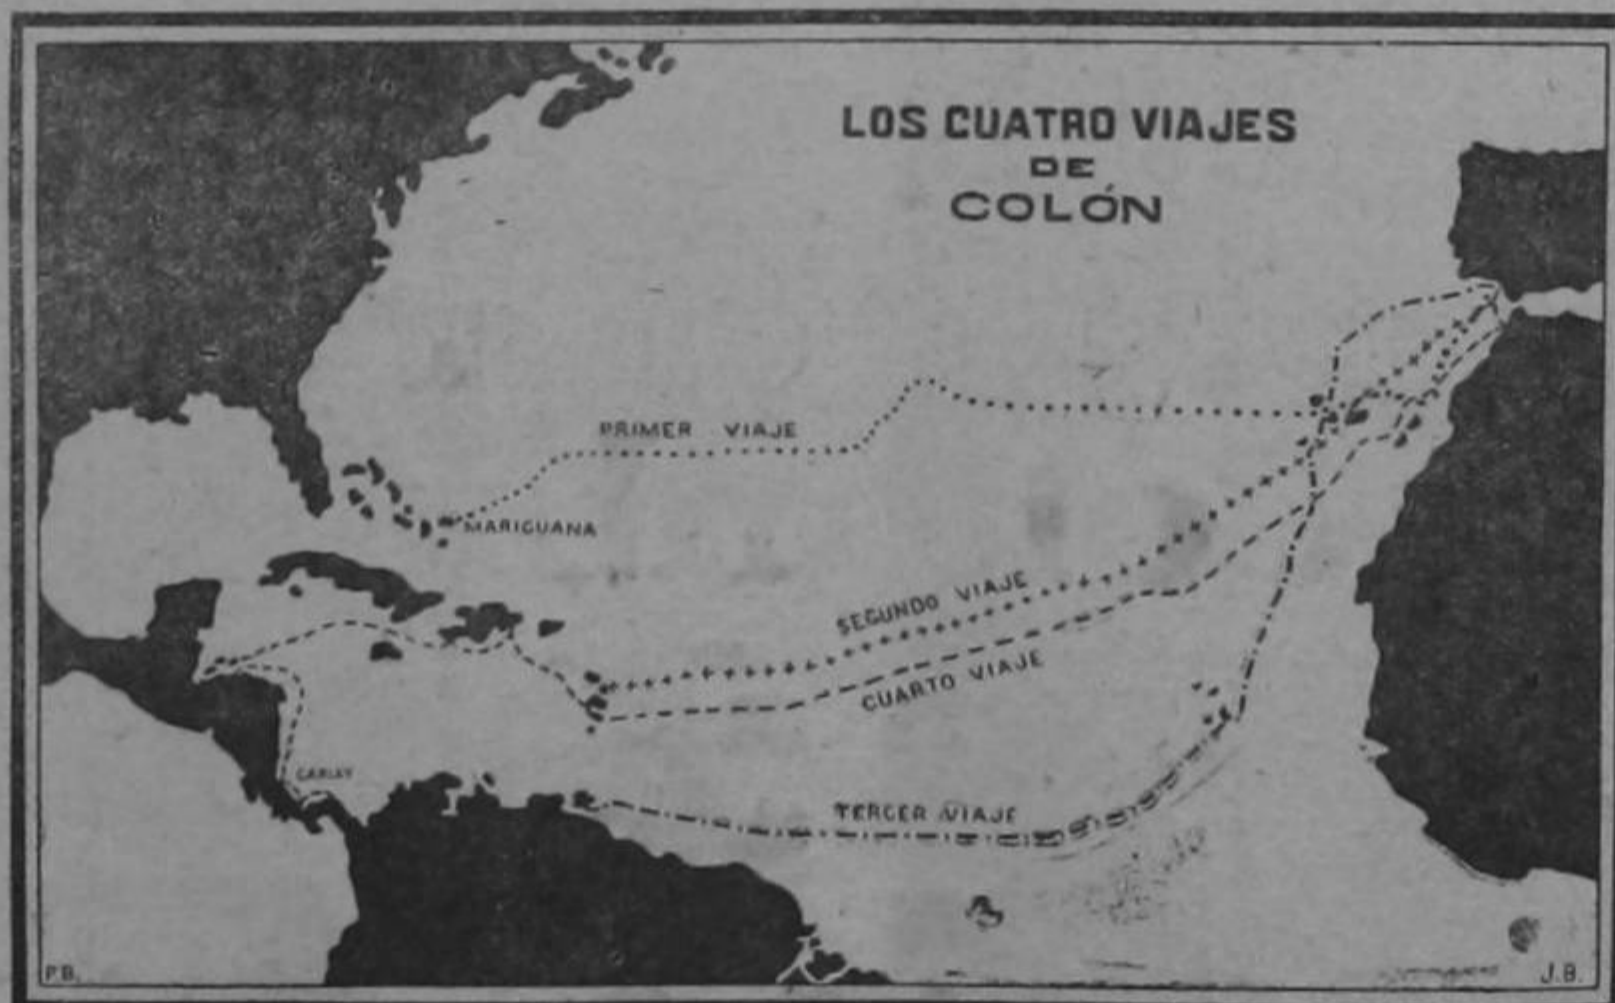 LOS CUATRO VIAJES
DE
COLÓN
PRIMER VIAJE
MARIGUANA
SEGUNDO VIAJE
CUARTO VIAJE
TERCER VIAJE
P.B.
J.B.